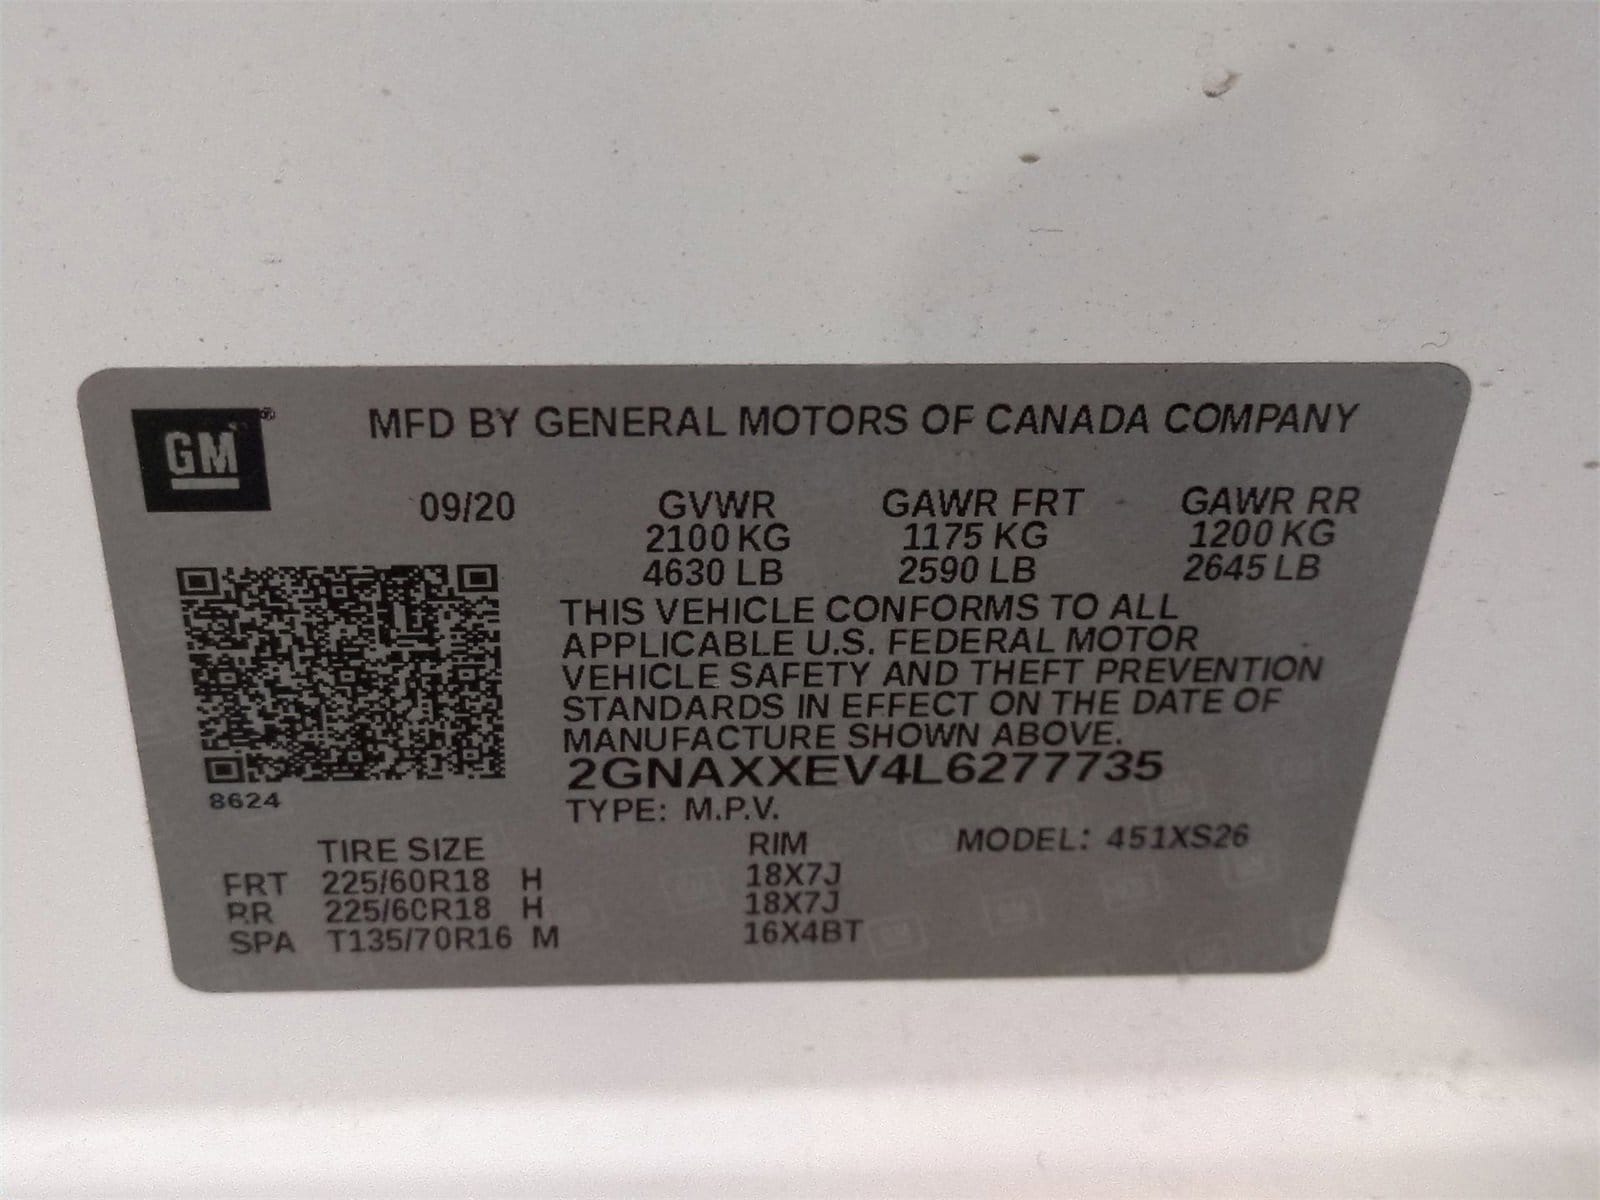 GM
MFD BY GENERAL MOTORS OF CANADA COMPANY
09/20 GVWR GAWR FRT GAWR RR
2100 KG 1175 KG 1200 KG
4630 LB 2590 LB 2645 LB
THIS VEHICLE CONFORMS TO ALL
APPLICABLE U.S. FEDERAL MOTOR
VEHICLE SAFETY AND THEFT PREVENTION
STANDARDS IN EFFECT ON THE DATE OF
MANUFACTURE SHOWN ABOVE.
2GNAXXEV4L6277735
8624
TYPE: M.P.V.
TIRE SIZE RIM MODEL: 451XS26
FRT 225/60R18 H 18X7J
RR 225/60R18 H 18X7J
SPA T135/70R16 M 16X4BT